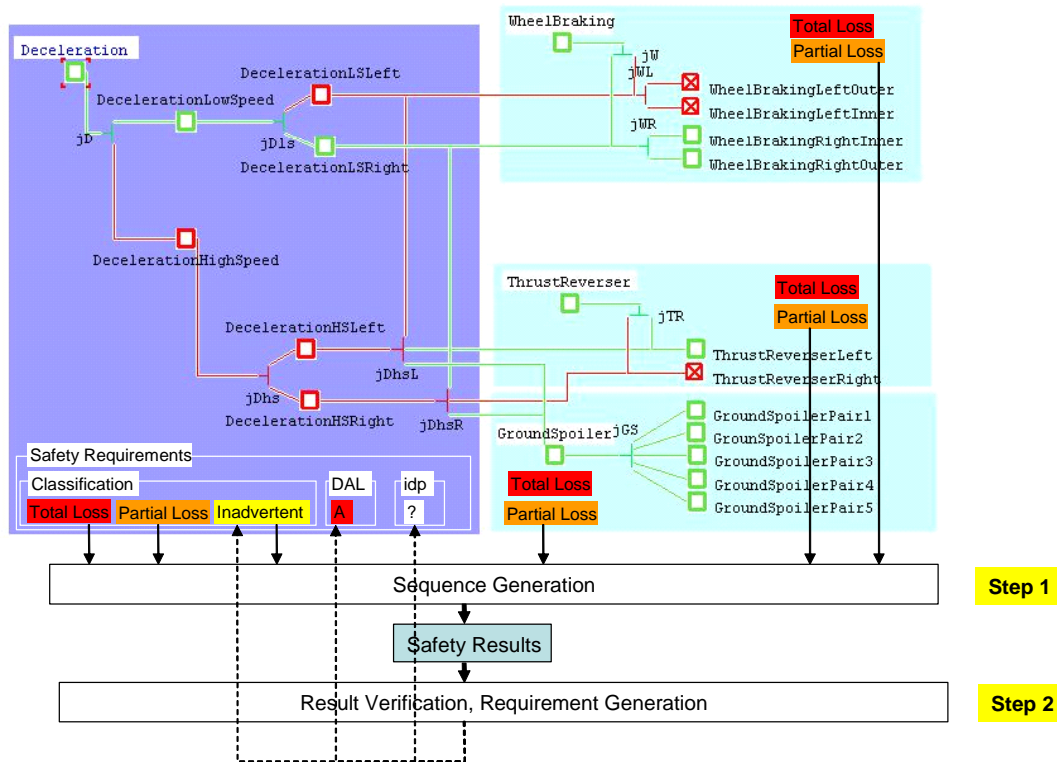 Deceleration
DecelerationLSLeft
DecelerationLowSpeed
jD
jDls
DecelerationLSRight
DecelerationHighSpeed
DecelerationHSLeft
jDhsL
jDhs
DecelerationHSRight
jDhsR
WheelBraking
jW
jWL
WheelBrakingLeftOuter
WheelBrakingLeftInner
jWR
WheelBrakingRightInner
WheelBrakingRightOuter
Total Loss
Partial Loss
ThrustReverser
jTR
ThrustReverserLeft
ThrustReverserRight
Total Loss
Partial Loss
GroundSpoiler
jGS
GroundSpoilerPair1
GrounSpoilerPair2
GroundSpoilerPair3
GroundSpoilerPair4
GroundSpoilerPair5
Total Loss
Partial Loss
Safety Requirements
Classification
DAL
idp
Total Loss
Partial Loss
Inadvertent
A
?
Sequence Generation
Step 1
Safety Results
Result Verification, Requirement Generation
Step 2